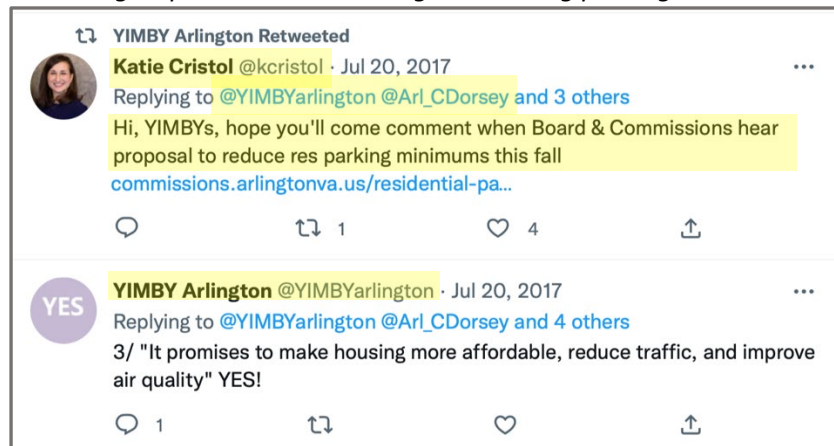 YIMBY Arlington Retweeted
Katie Cristol @kcristol · Jul 20, 2017
Replying to @YIMBYarlington @Arl_CDorsey and 3 others
Hi, YIMBYs, hope you'll come comment when Board & Commissions hear
proposal to reduce res parking minimums this fall
commissions.arlingtonva.us/residential-pa...
1 4
YES
YIMBY Arlington @YIMBYarlington · Jul 20, 2017
Replying to @YIMBYarlington @Arl_CDorsey and 4 others
3/ "It promises to make housing more affordable, reduce traffic, and improve
air quality" YES!
1